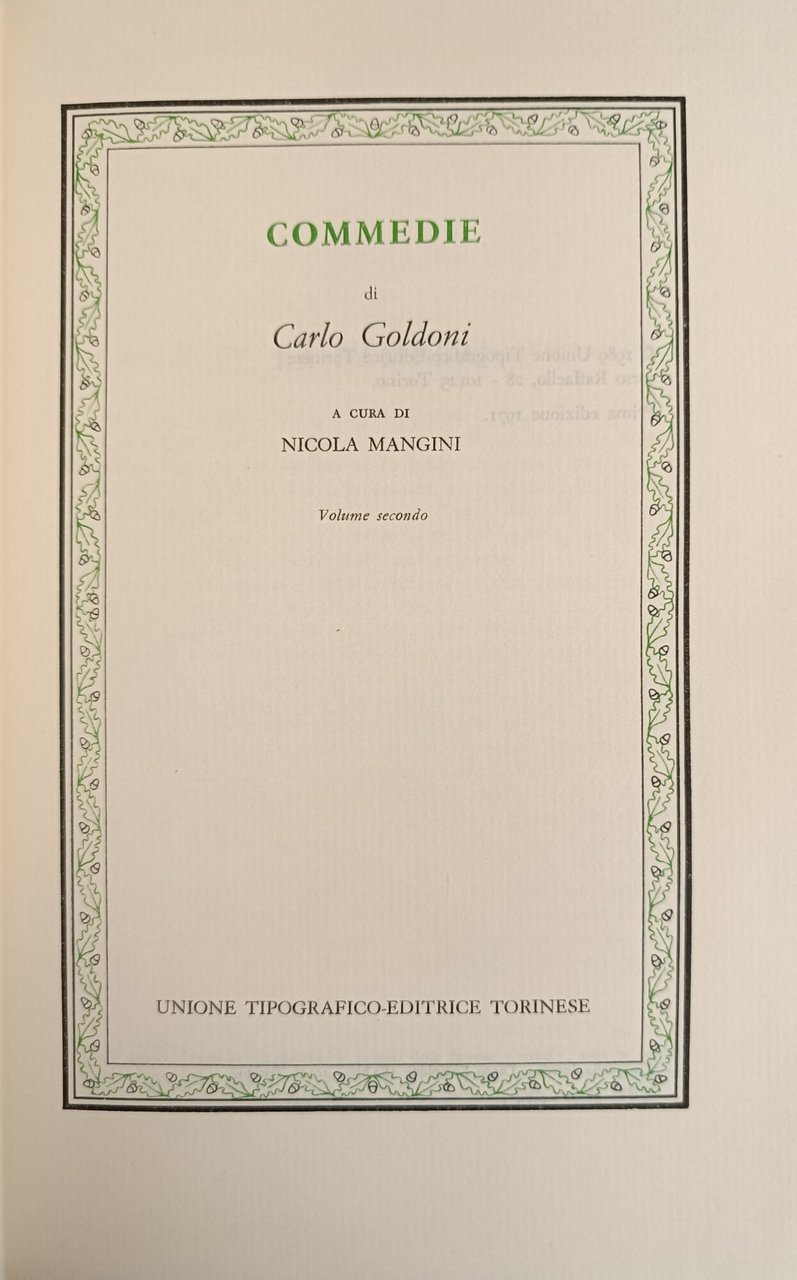 COMMEDIE
di
Carlo Goldoni
A CURA DI
NICOLA MANGINI
Volume secondo
UNIONE TIPOGRAFICO-EDITRICE TORINESE